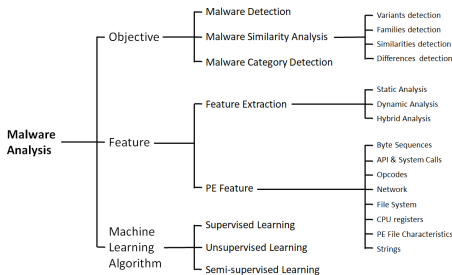 Malware
Analysis
Objective
Malware Detection
Malware Similarity Analysis
Variants detection
Families detection
Similarities detection
Differences detection
Malware Category Detection
Feature
Feature Extraction
Static Analysis
Dynamic Analysis
Hybrid Analysis
PE Feature
Byte Sequences
API & System Calls
Opcodes
Network
File System
CPU registers
PE File Characteristics
Strings
Machine
Learning
Algorithm
Supervised Learning
Unsupervised Learning
Semi-supervised Learning